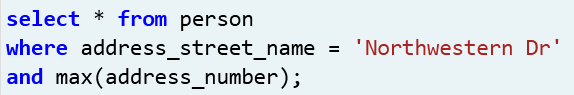 select * from person
where address_street_name = 'Northwestern Dr'
and max(address_number);